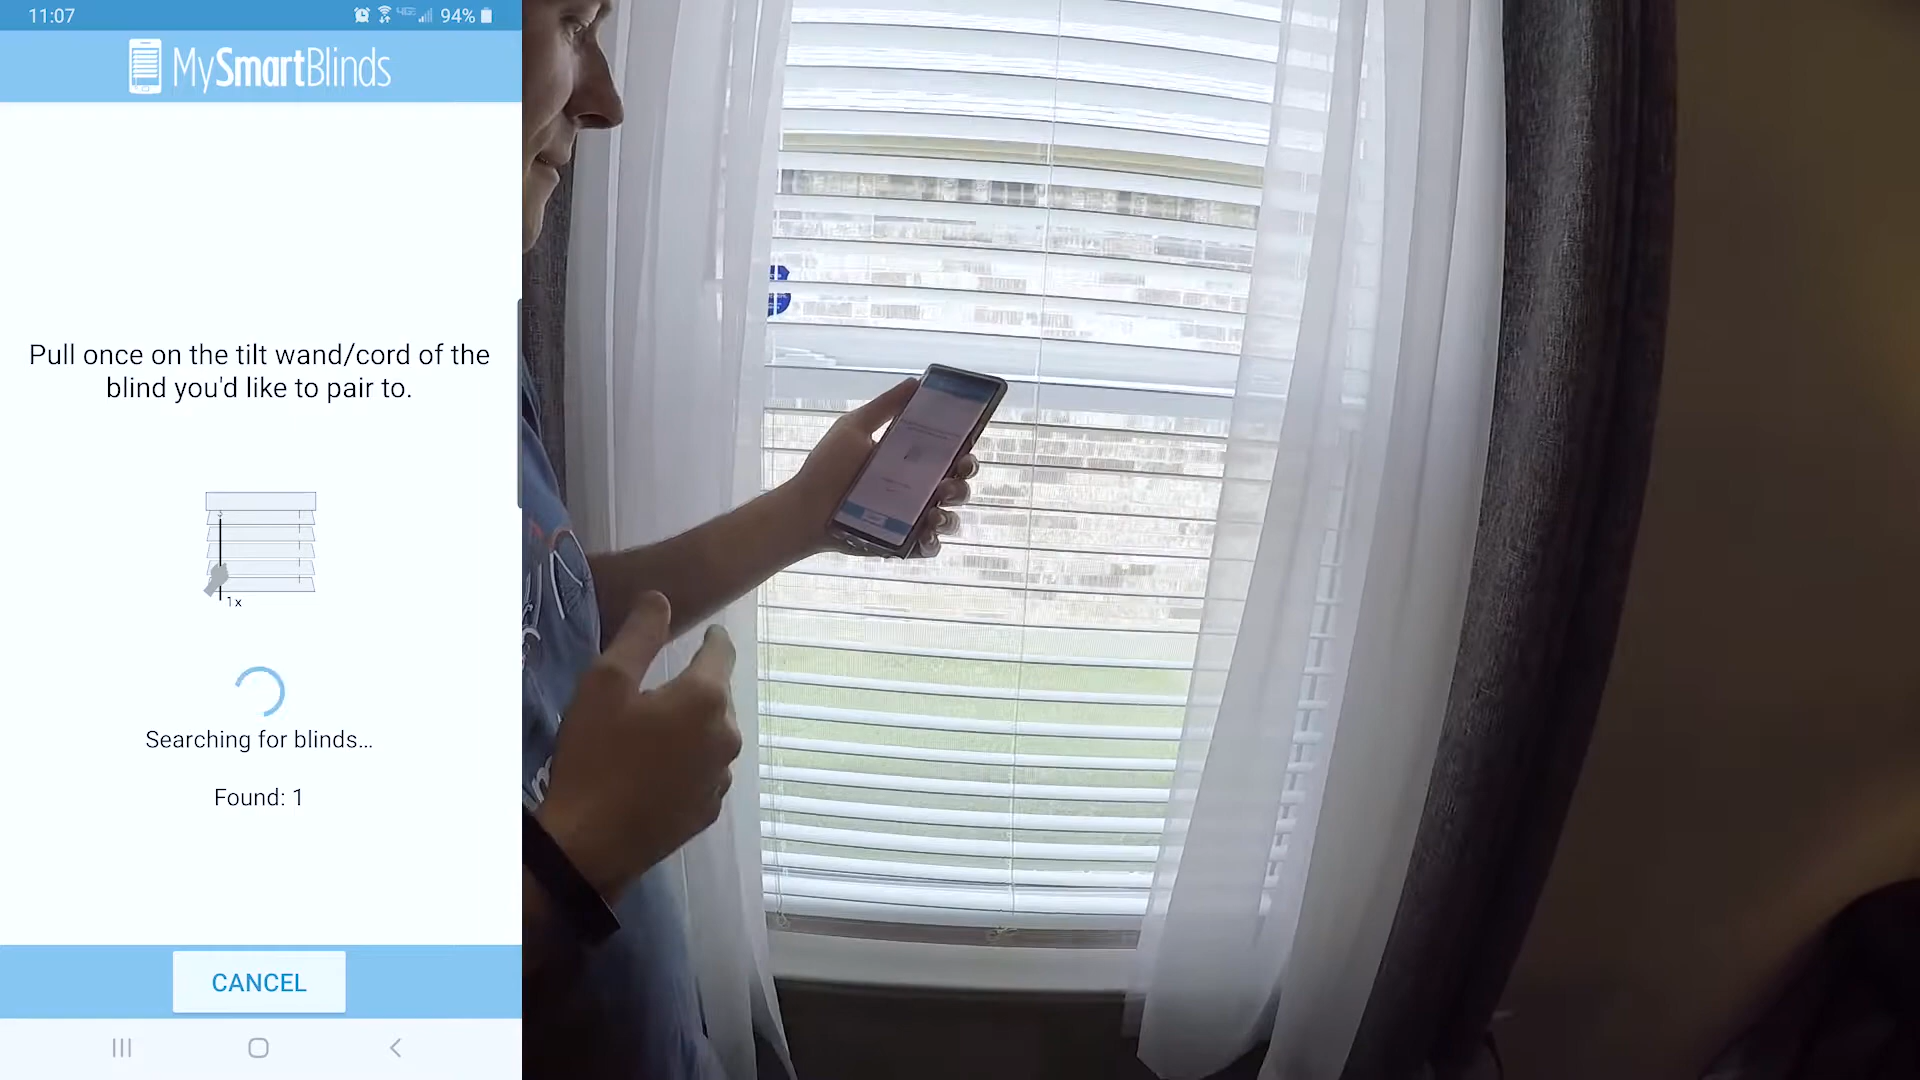 11:07
94%
MySmartBlinds
Pull once on the tilt wand/cord of the
blind you'd like to pair to.
1x
Searching for blinds...
Found: 1
CANCEL